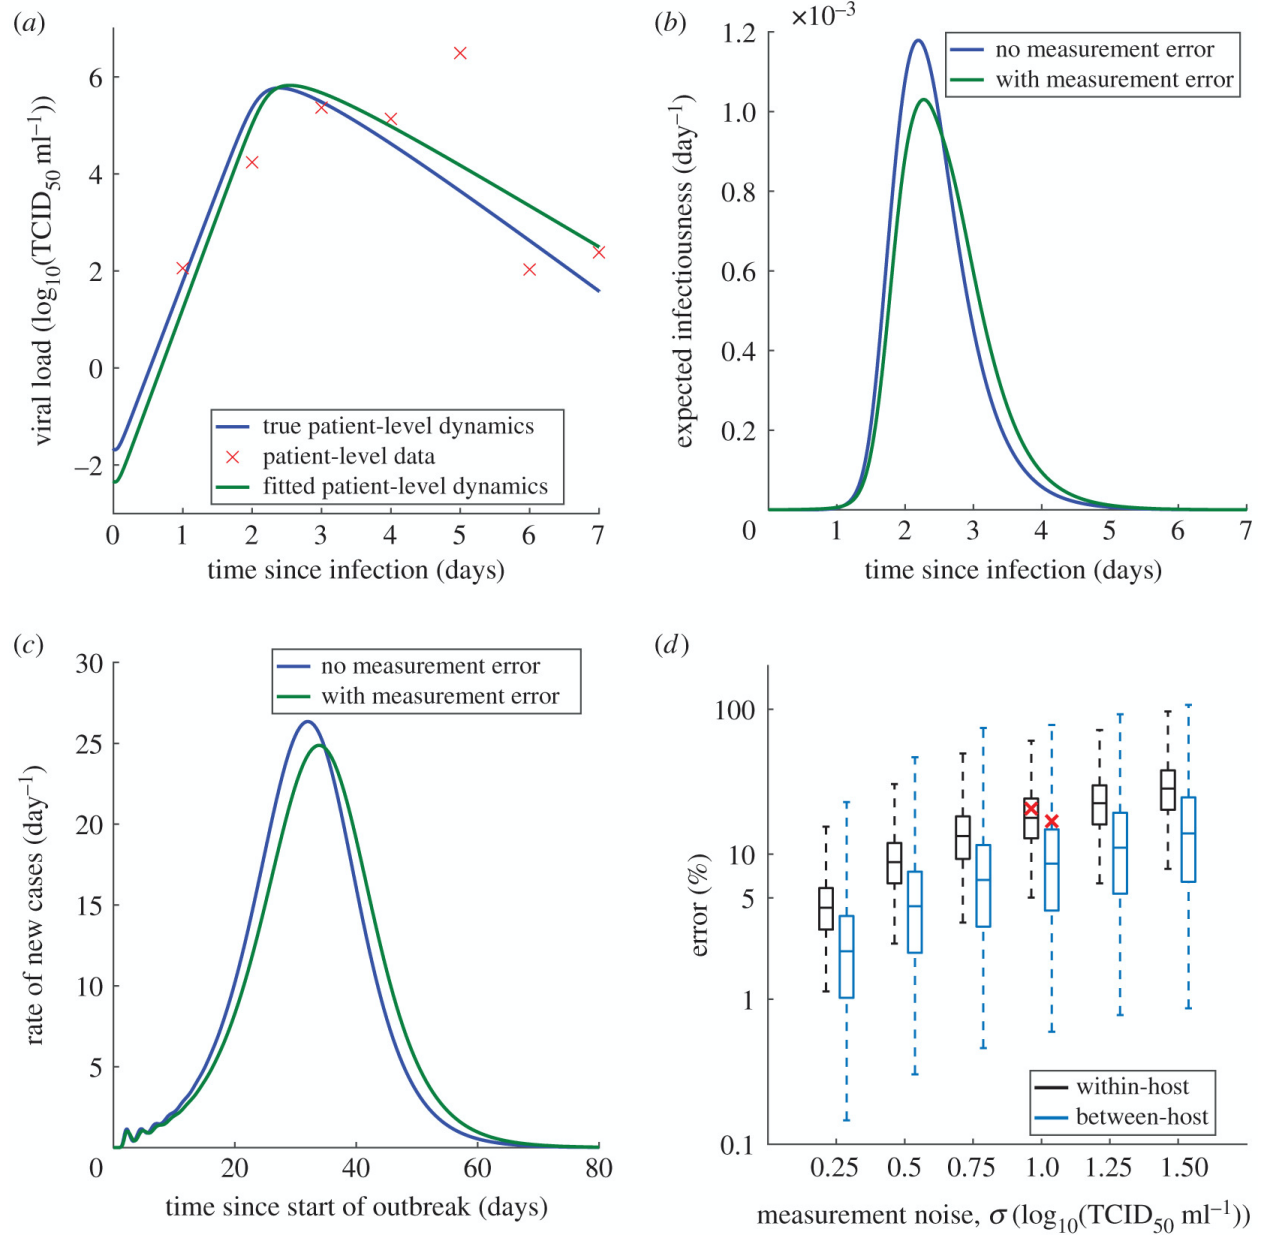 (a)
viral load (log10(TCID50 ml–1))
6
4
2
0
–2
true patient-level dynamics
patient-level data
fitted patient-level dynamics
0 1 2 3 4 5 6 7
time since infection (days)
(b)
×10–3
expected infectiousness (day–1)
1.2
1.0
0.8
0.6
0.4
0.2
no measurement error
with measurement error
0 1 2 3 4 5 6 7
time since infection (days)
(c)
rate of new cases (day–1)
30
25
20
15
10
5
no measurement error
with measurement error
0 20 40 60 80
time since start of outbreak (days)
(d)
error (%)
100
10
5
1
0.1
within-host
between-host
0.25 0.5 0.75 1.0 1.25 1.50
measurement noise, σ (log10(TCID50 ml–1))